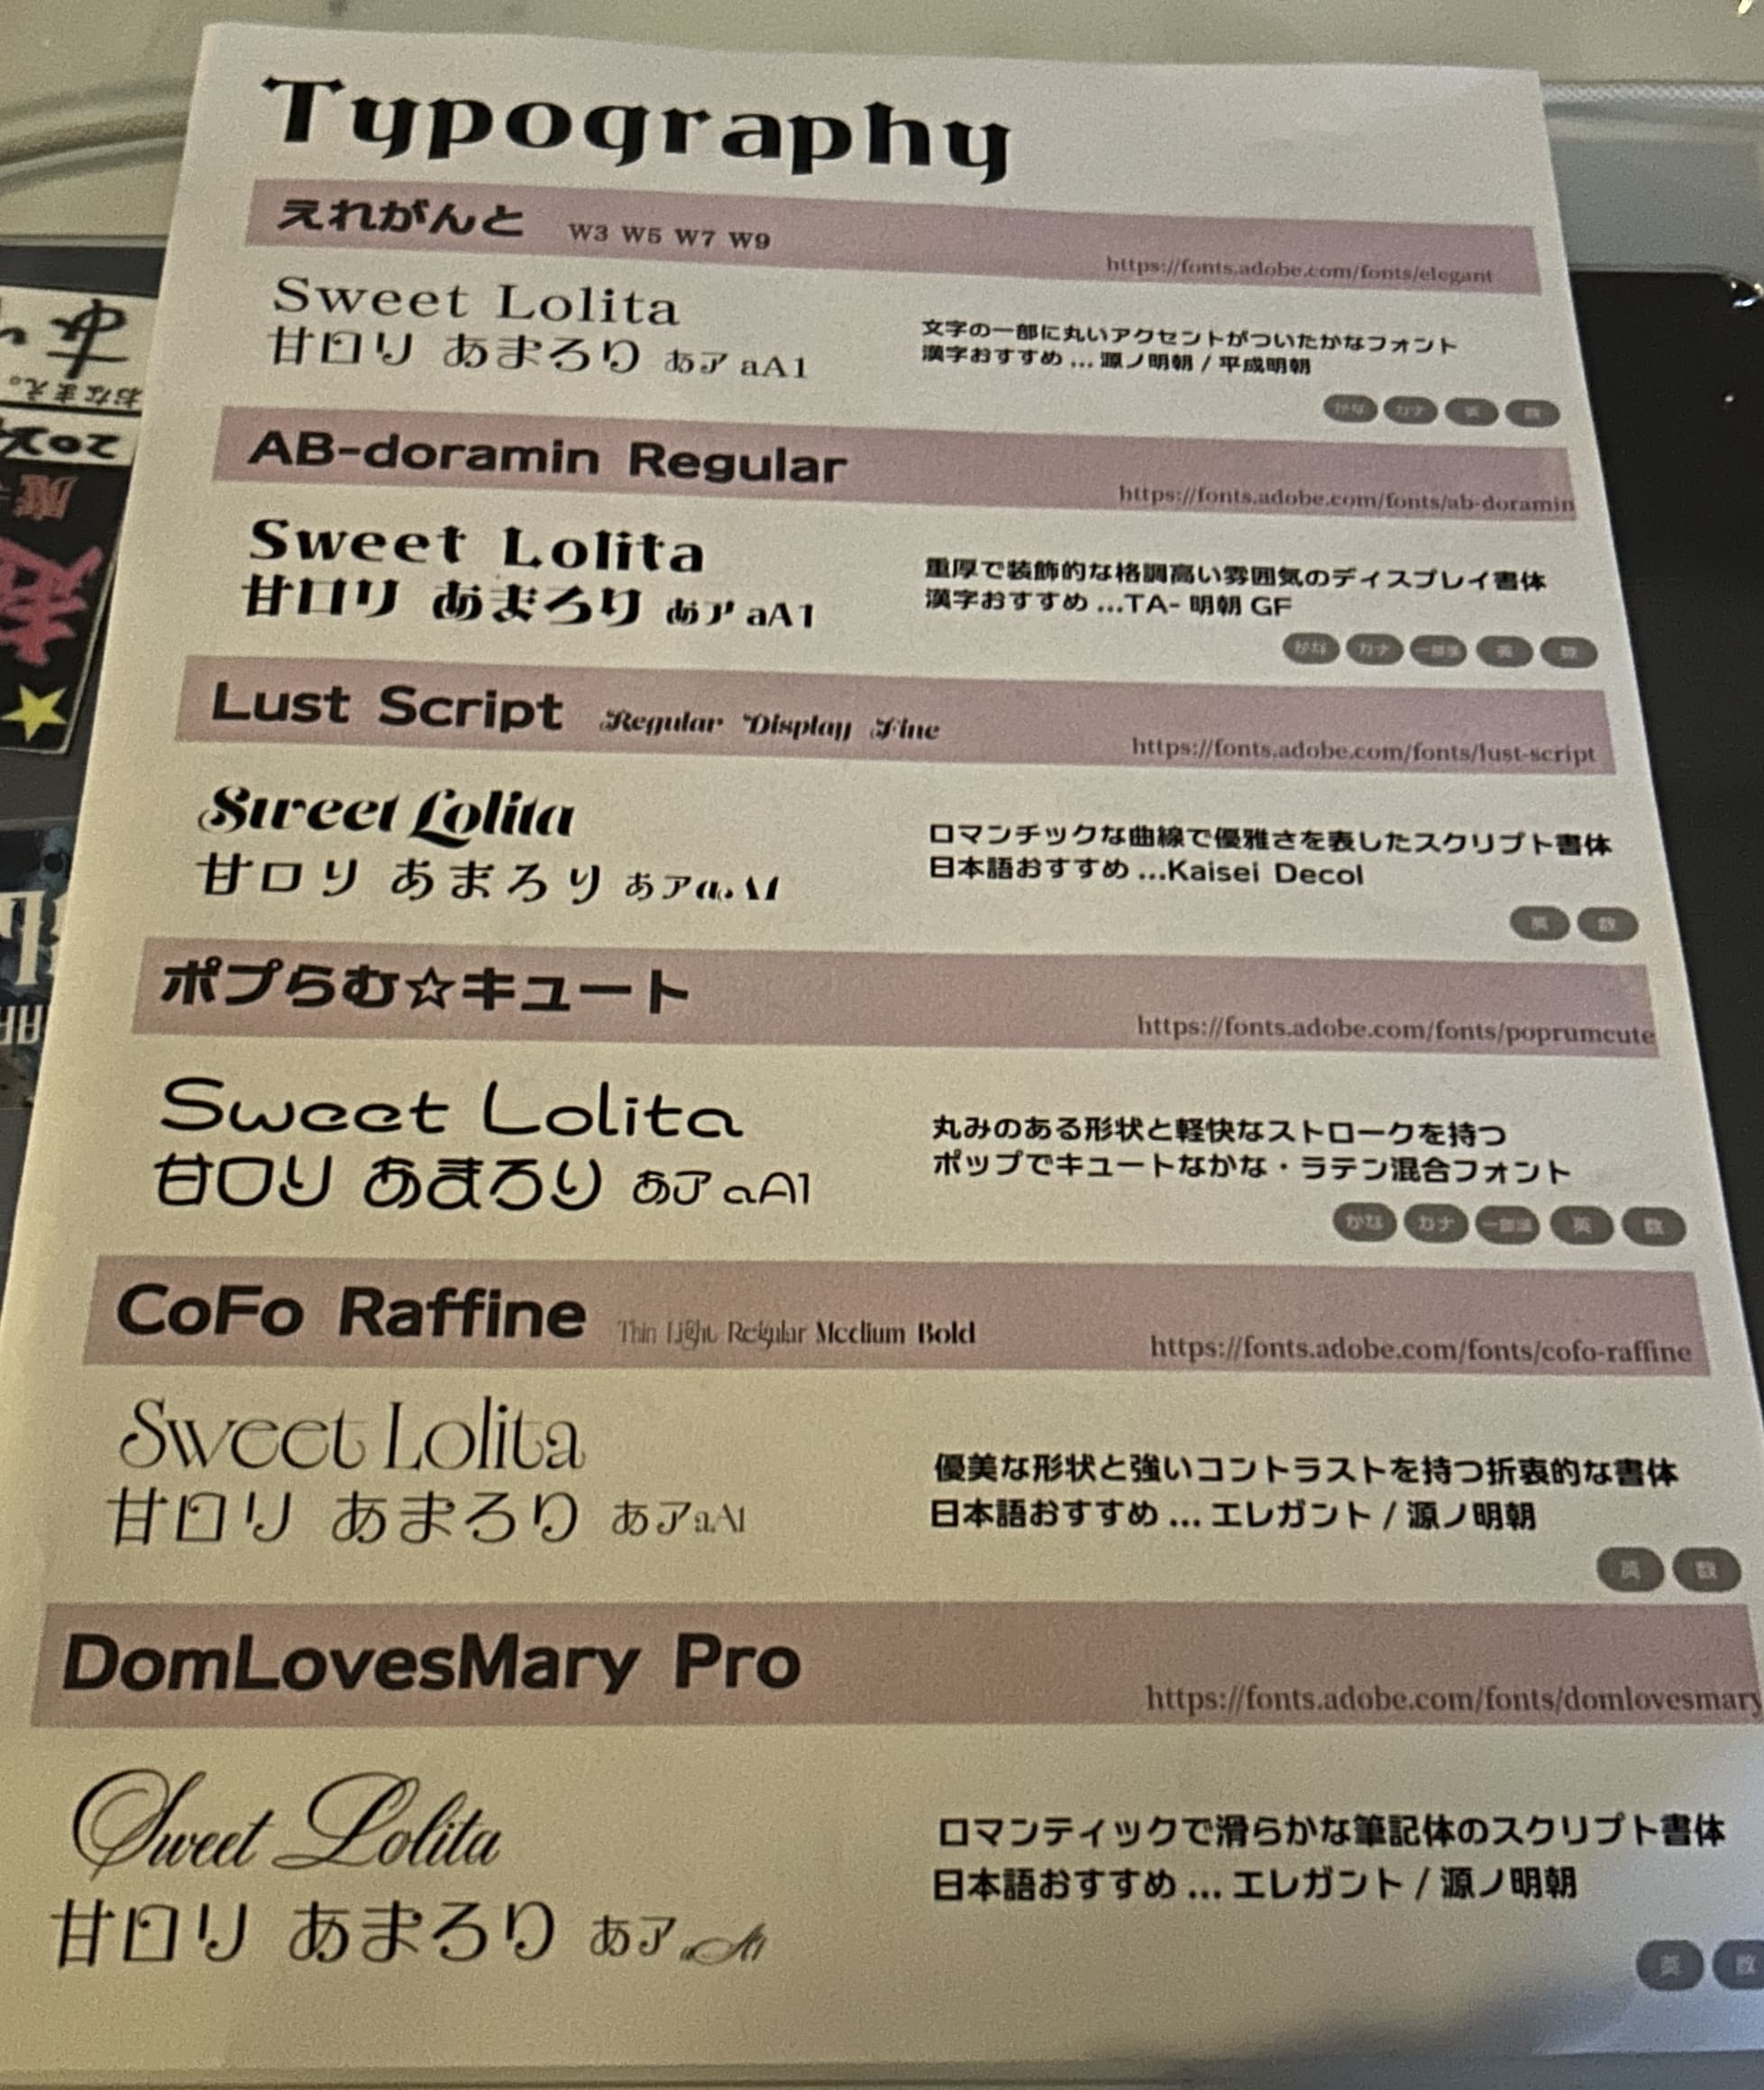 Typography
えれがんと W3 W5 W7 W9
https://fonts.adobe.com/fonts/elegant
Sweet Lolita
甘ロリ あまろり あア aA1
文字の一部に丸いアクセントがついたかなフォント
漢字おすすめ ... 源ノ明朝 / 平成明朝
かな カナ 英 数
AB-doramin Regular
https://fonts.adobe.com/fonts/ab-doramin
Sweet Lolita
甘ロリ あまろり あア aA1
重厚で装飾的な格調高い雰囲気のディスプレイ書体
漢字おすすめ ...TA- 明朝 GF
かな カナ 一部漢 英 数
Lust Script Regular Display Fine
https://fonts.adobe.com/fonts/lust-script
Sweet Lolita
甘ロリ あまろり あア aA1
ロマンチックな曲線で優雅さを表したスクリプト書体
日本語おすすめ ...Kaisei Decol
英 数
ポプらむ☆キュート
https://fonts.adobe.com/fonts/poprumcute
Sweet Lolita
甘ロリ あまろり あア aA1
丸みのある形状と軽快なストロークを持つ
ポップでキュートなかな・ラテン混合フォント
かな カナ 一部漢 英 数
CoFo Raffine Thin Light Regular Medium Bold
https://fonts.adobe.com/fonts/cofo-raffine
Sweet Lolita
甘ロリ あまろり あア aA1
優美な形状と強いコントラストを持つ折衷的な書体
日本語おすすめ ... エレガント / 源ノ明朝
英 数
DomLovesMary Pro
https://fonts.adobe.com/fonts/domlovesmary
Sweet Lolita
甘ロリ あまろり あア aA1
ロマンティックで滑らかな筆記体のスクリプト書体
日本語おすすめ ... エレガント / 源ノ明朝
英 数
おなまえ。